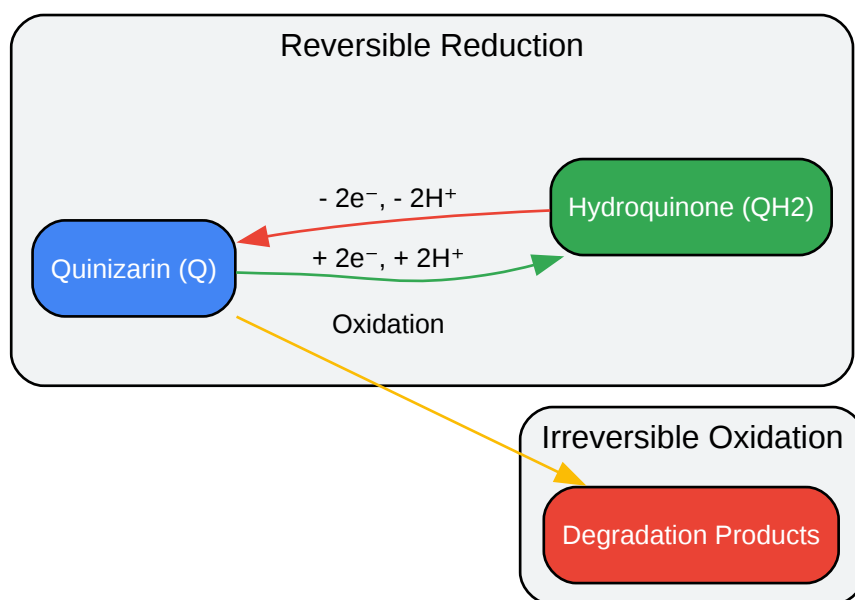 Reversible Reduction
- 2e⁻, - 2H⁺
Hydroquinone (QH2)
Quinizarin (Q)
+ 2e⁻, + 2H⁺
Oxidation
Irreversible Oxidation
Degradation Products